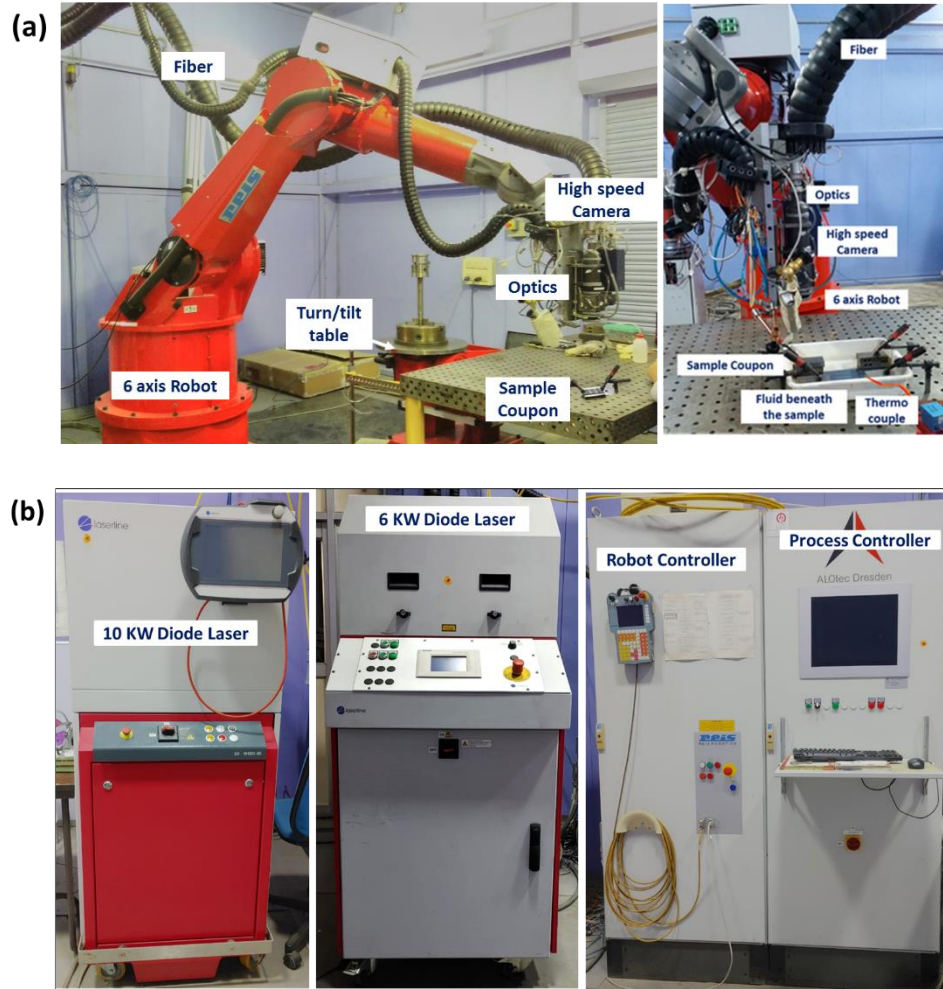 (a)
Fiber
High speed
Camera
Optics
Turn/tilt
table
6 axis Robot
Sample
Coupon
Fiber
Optics
High speed
Camera
6 axis Robot
Sample Coupon
Fluid beneath
the sample
Thermo
couple
(b)
laserline
10 KW Diode Laser
6 KW Diode Laser
laserline
Robot Controller
Process Controller
ALOtec Dresden
reis